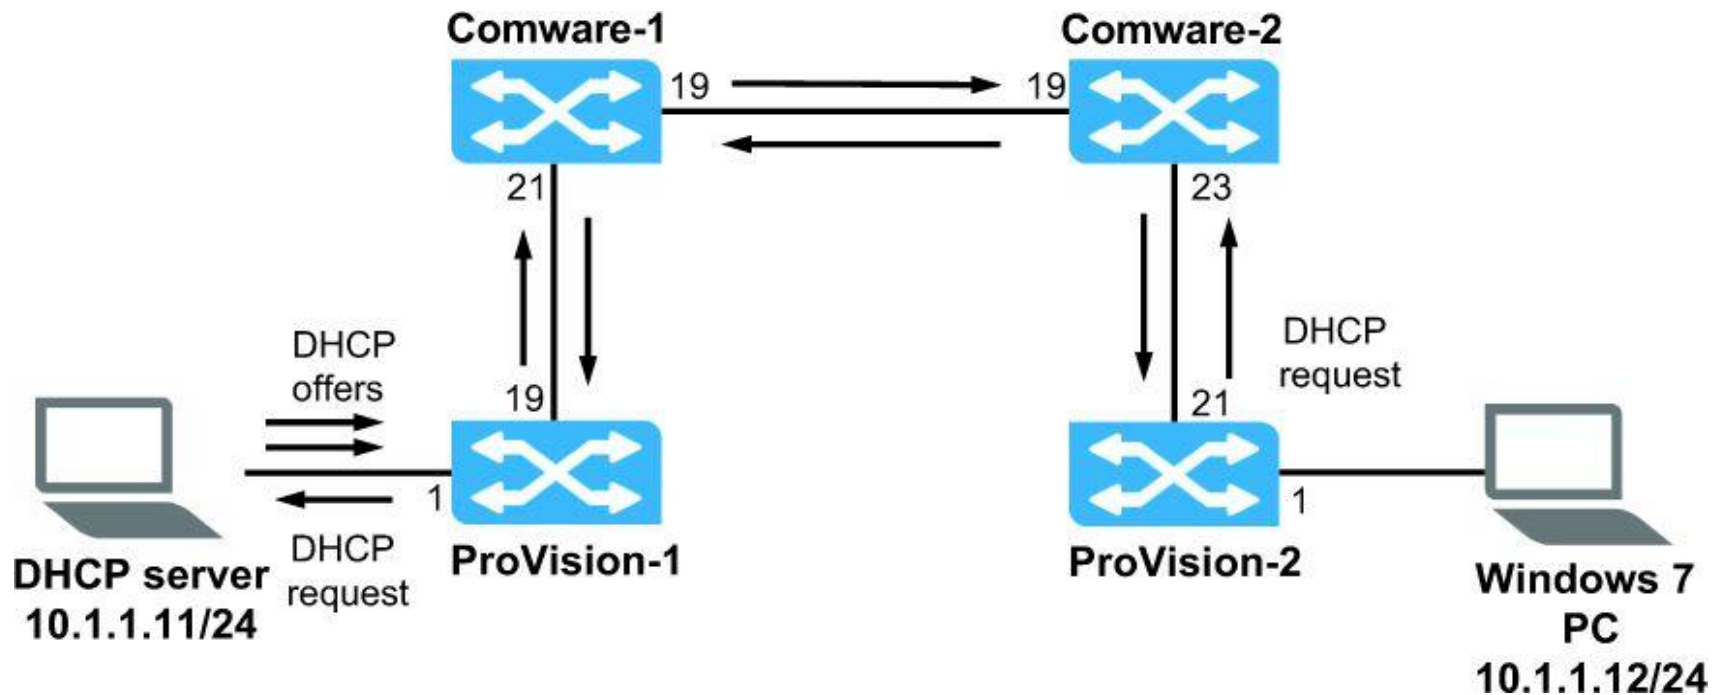 Comware-1
Comware-2
19
19
21
23
DHCP
offers
DHCP
request
19
21
1
1
DHCP
request
ProVision-1
ProVision-2
DHCP server
10.1.1.11/24
Windows 7
PC
10.1.1.12/24